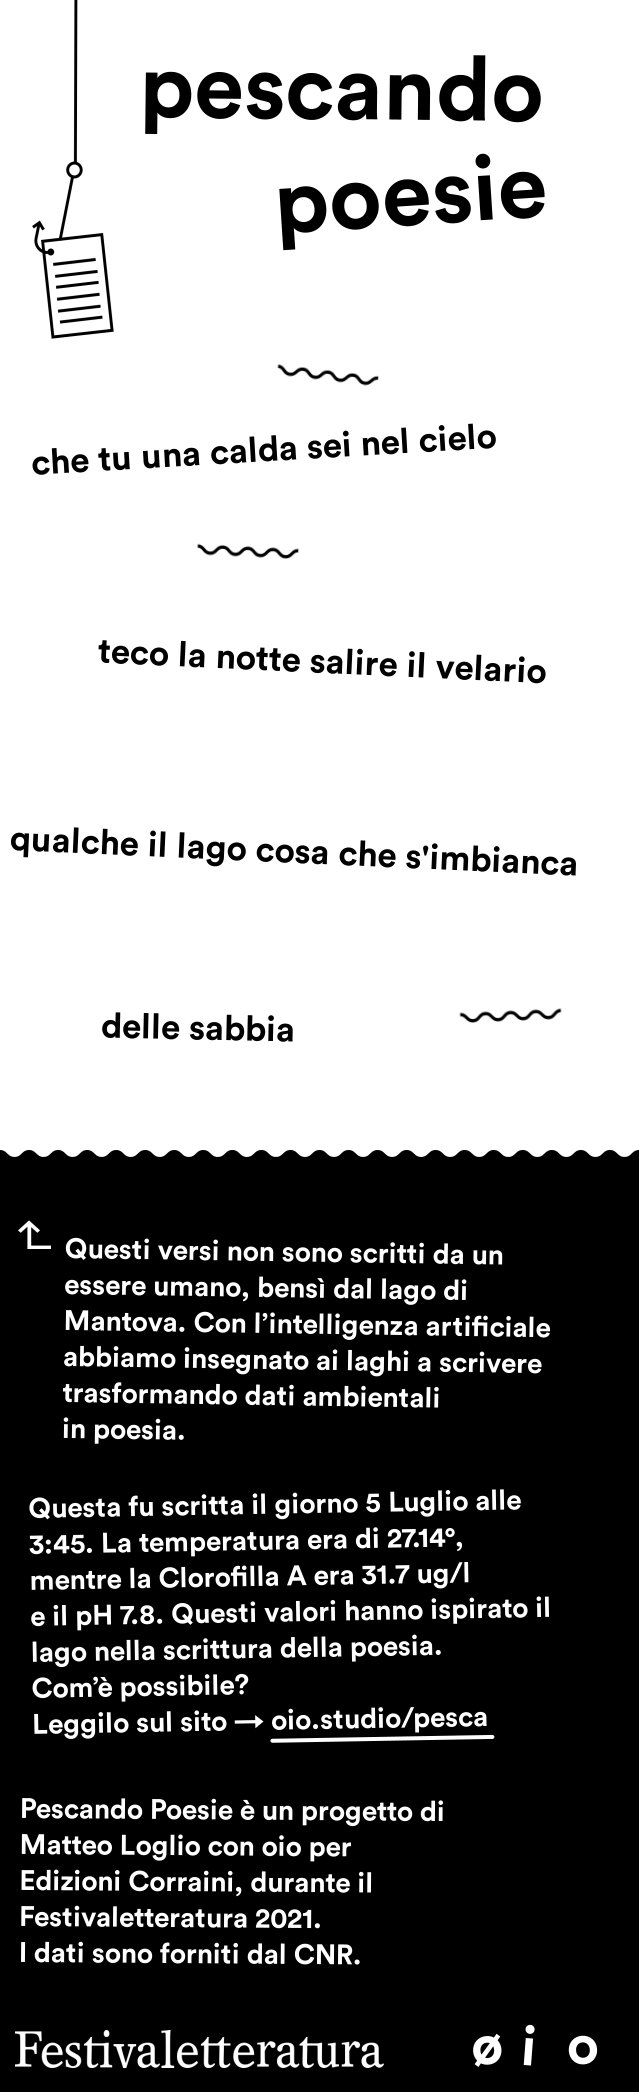 pescando
poesie
che tu una calda sei nel cielo
teco la notte salire il velario
qualche il lago cosa che s'imbianca
delle sabbia
Questi versi non sono scritti da un
essere umano, bensì dal lago di
Mantova. Con l’intelligenza artificiale
abbiamo insegnato ai laghi a scrivere
trasformando dati ambientali
in poesia.
Questa fu scritta il giorno 5 Luglio alle
3:45. La temperatura era di 27.14°,
mentre la Clorofilla A era 31.7 ug/l
e il pH 7.8. Questi valori hanno ispirato il
lago nella scrittura della poesia.
Com’è possibile?
Leggilo sul sito → oio.studio/pesca
Pescando Poesie è un progetto di
Matteo Loglio con oio per
Edizioni Corraini, durante il
Festivaletteratura 2021.
I dati sono forniti dal CNR.
Festivaletteratura
ø i o